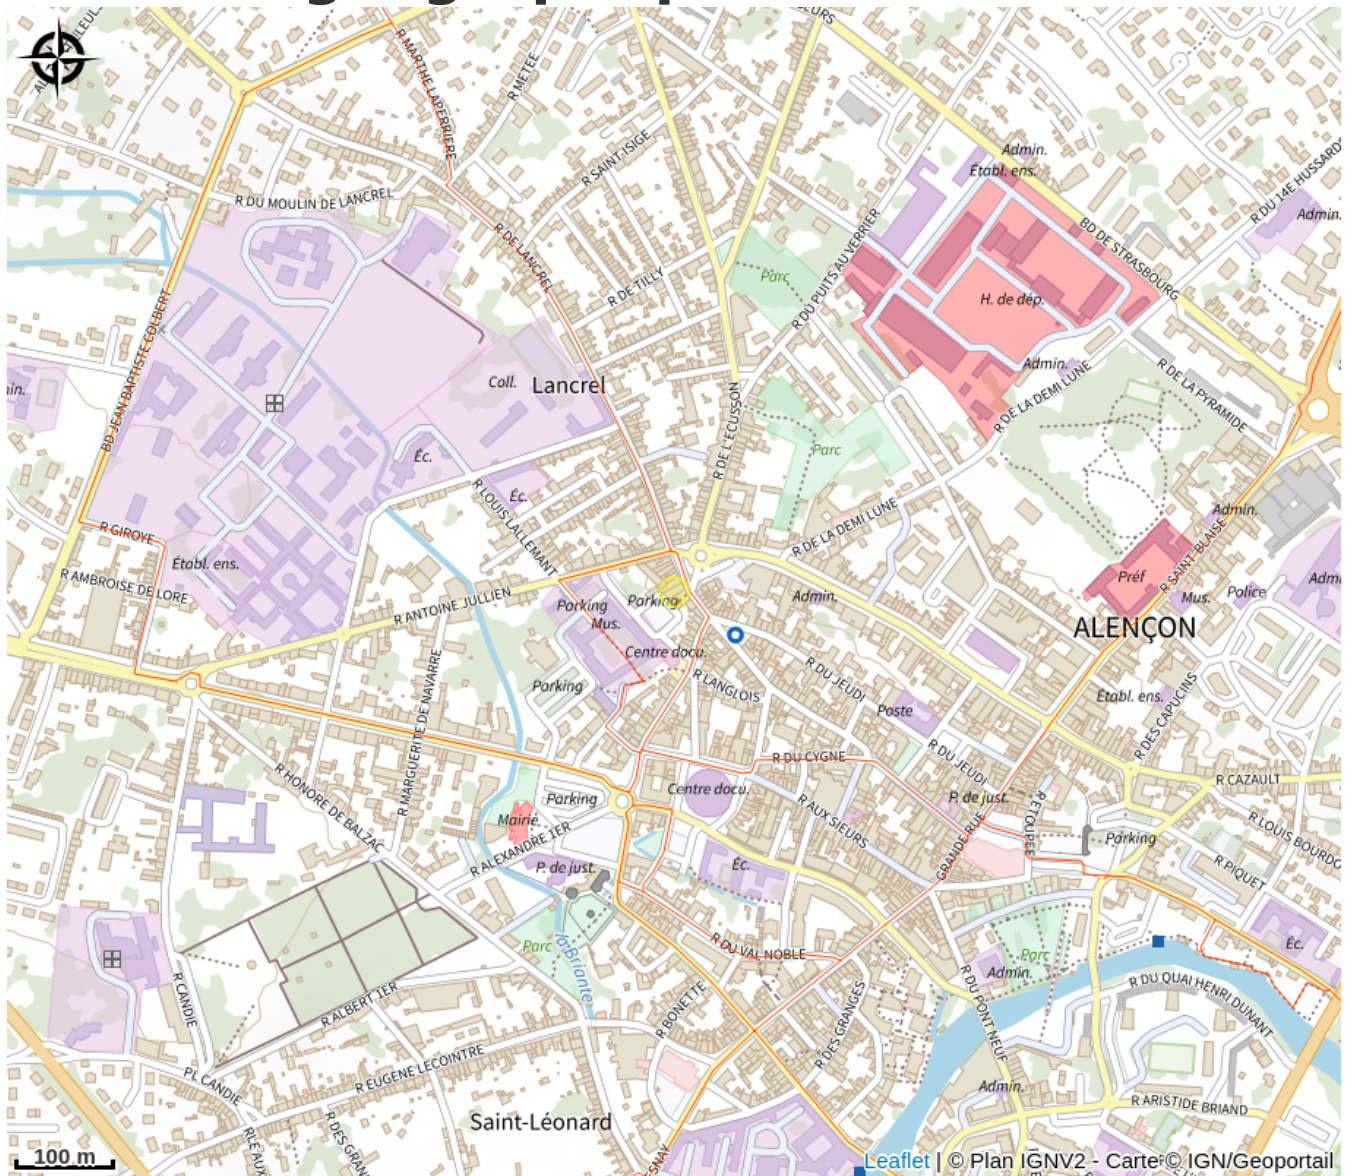 R MARTHE LAPERRIERE
R METEE
R SAINT-ISIGE
R DU MOULIN DE LANCREL
R DE LANCREL
R DE TILLY
Admin.
Établ. ens.
R DU 14E HUSSARDS
Admin.
BD DE STRASBOURG
R DU PUITS AU VERRIER
Parc
H. de dép.
BD JEAN BAPTISTE COLBERT
Coll.
Lancrel
Admin.
R DE LA DEMI LUNE
R DE LA PYRAMIDE
R DE L'ECUSSON
Parc
Éc.
Éc.
R LOUIS LALLEMANT
R DE LA DEMI LUNE
Admin.
R GIROYE
Établ. ens.
R AMBROISE DE LORE
R ANTOINE JULLIEN
Parking
Mus.
Parking
Centre docu.
Admin.
Préf
R SAINT-BLAISE
Mus.
Police
ALENÇON
R MARGUERITE DE NAVARRE
Parking
R LANGLOIS
R DU JEUDI
Poste
Établ. ens.
R DES CAPUCINS
R DU JEUDI
R DU CYGNE
R CAZAULT
R HONORE DE BALZAC
Parking
Mairie
Centre docu.
R AUX SIEURS
P. de just.
R ETOUPEE
GRANDE RUE
Parking
R LOUIS BOURDO
R PIQUET
R ALEXANDRE 1ER
P. de just.
Éc.
Parc
la Briante
R DU VAL NOBLE
Parc
Admin.
Éc.
R CANDIE
R ALBERT 1ER
R BONETTE
R DES GRANGES
R DU PONT NEUF
R DU QUAI HENRI DUNANT
PL CANDIE
R EUGENE LECOINTRE
Admin.
R ARISTIDE BRIAND
Saint-Léonard
100 m
Leaflet | © Plan IGNV2 - Carte © IGN/Geoportail